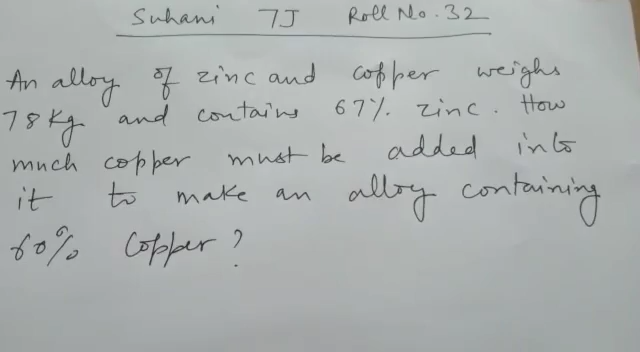 Suhani 7J Roll No. 32
An alloy of zinc and copper weighs
78 Kg and contains 67% zinc. How
much copper must be added into
it to make an alloy containing
60% Copper?